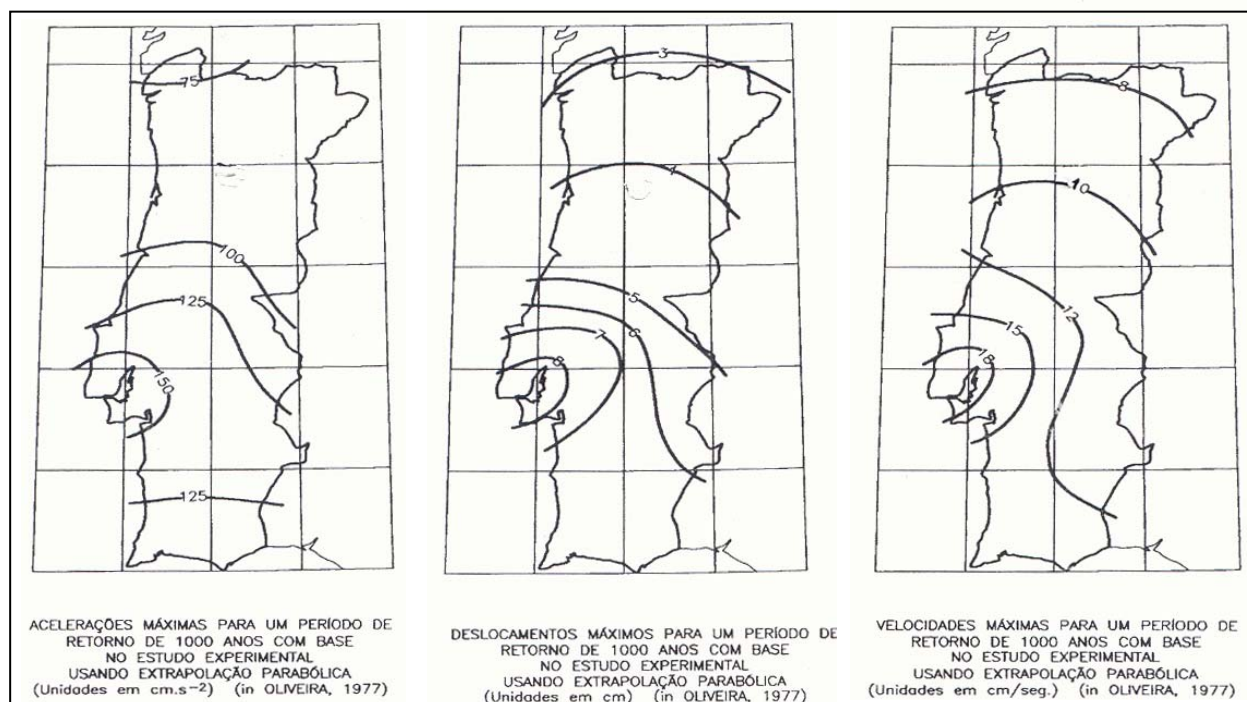 75
100
125
150
125
ACELERAÇÕES MÁXIMAS PARA UM PERÍODO DE
RETORNO DE 1000 ANOS COM BASE
NO ESTUDO EXPERIMENTAL
USANDO EXTRAPOLAÇÃO PARABÓLICA
(Unidades em cm.s-2) (in OLIVEIRA, 1977)
3
5
6
7
8
DESLOCAMENTOS MÁXIMOS PARA UM PERÍODO DE
RETORNO DE 1000 ANOS COM BASE
NO ESTUDO EXPERIMENTAL
USANDO EXTRAPOLAÇÃO PARABÓLICA
(Unidades em cm) (in OLIVEIRA, 1977)
8
10
12
15
18
VELOCIDADES MÁXIMAS PARA UM PERÍODO DE
RETORNO DE 1000 ANOS COM BASE
NO ESTUDO EXPERIMENTAL
USANDO EXTRAPOLAÇÃO PARABÓLICA
(Unidades em cm/seg.) (in OLIVEIRA, 1977)